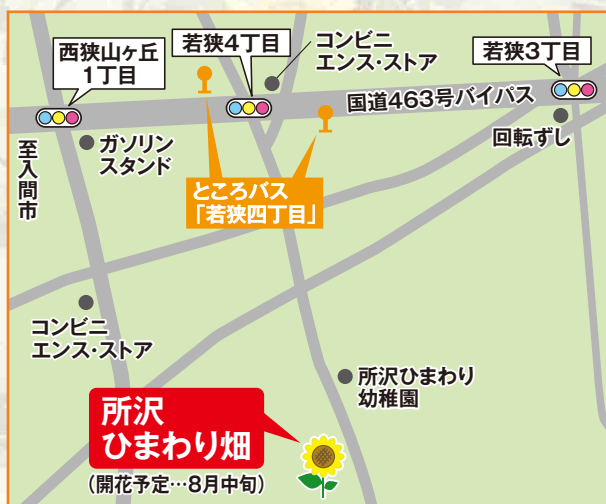 西狭山ヶ丘
1丁目
若狭4丁目
コンビニ
エンス・ストア
若狭3丁目
国道463号バイパス
至入間市
ガソリン
スタンド
回転ずし
ところバス
「若狭四丁目」
コンビニ
エンス・ストア
所沢ひまわり
幼稚園
所沢
ひまわり畑
(開花予定…8月中旬)